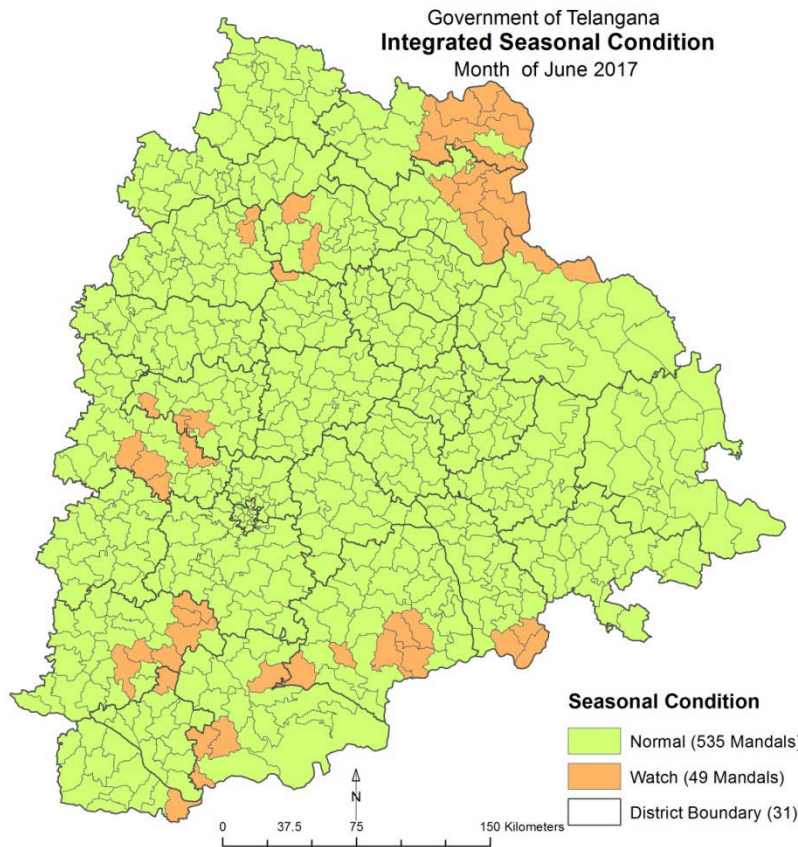 Government of Telangana
Integrated Seasonal Condition
Month of June 2017
Seasonal Condition
Normal (535 Mandals)
Watch (49 Mandals)
District Boundary (31)
N
0 37.5 75 150 Kilometers